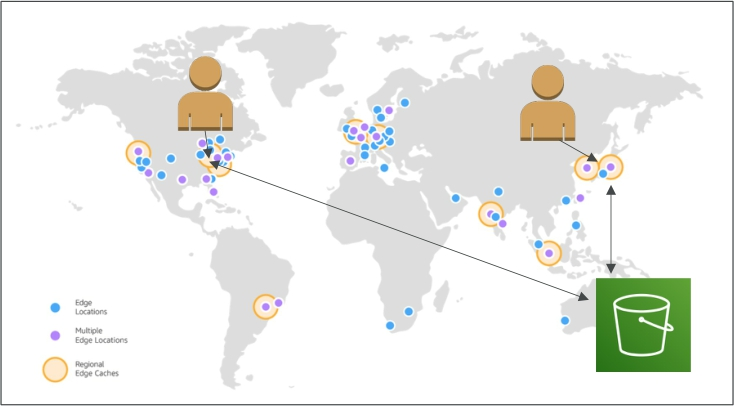 Edge
Locations
Multiple
Edge Locations
Regional
Edge Caches